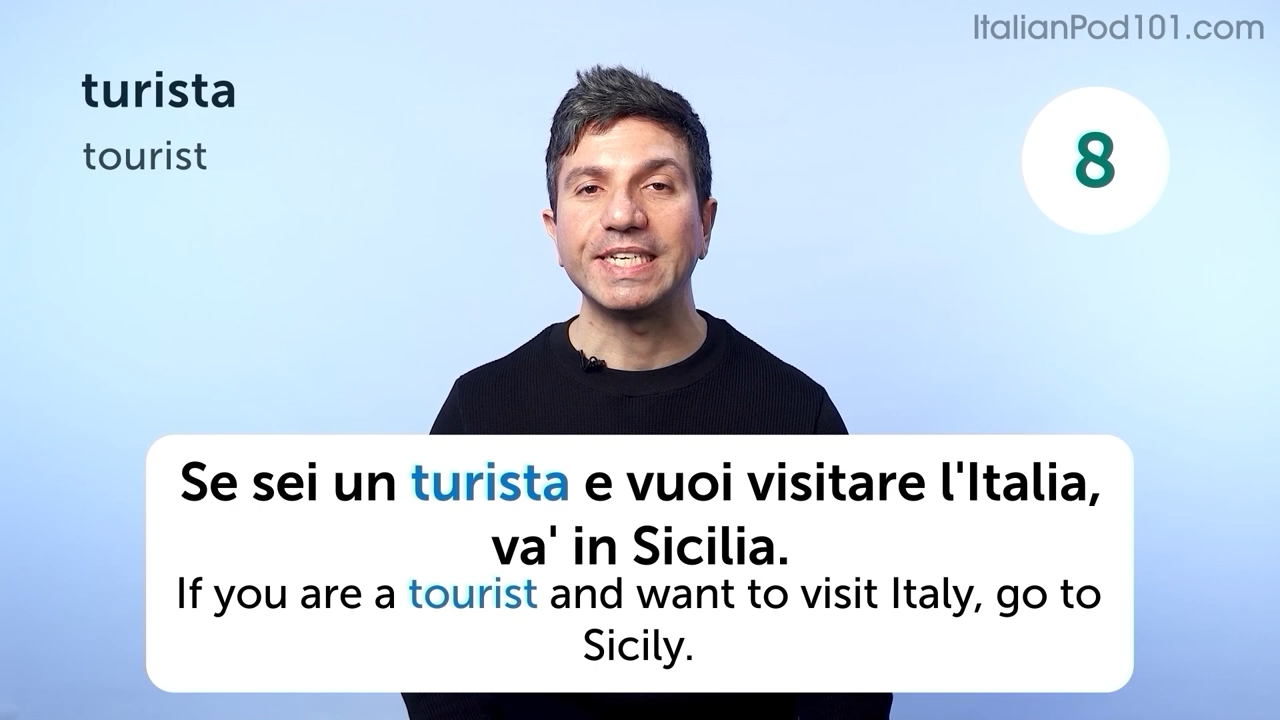 ItalianPod101.com
turista
tourist
8
Se sei un turista e vuoi visitare l'Italia,
va' in Sicilia.
If you are a tourist and want to visit Italy, go to
Sicily.